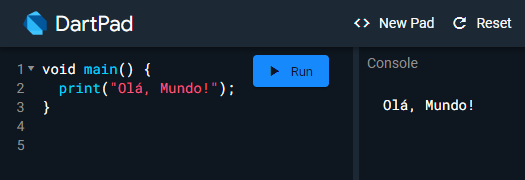 DartPad
<> New Pad
Reset
1 void main() {
2 print("Olá, Mundo!");
3 }
4
5
Run
Console
Olá, Mundo!